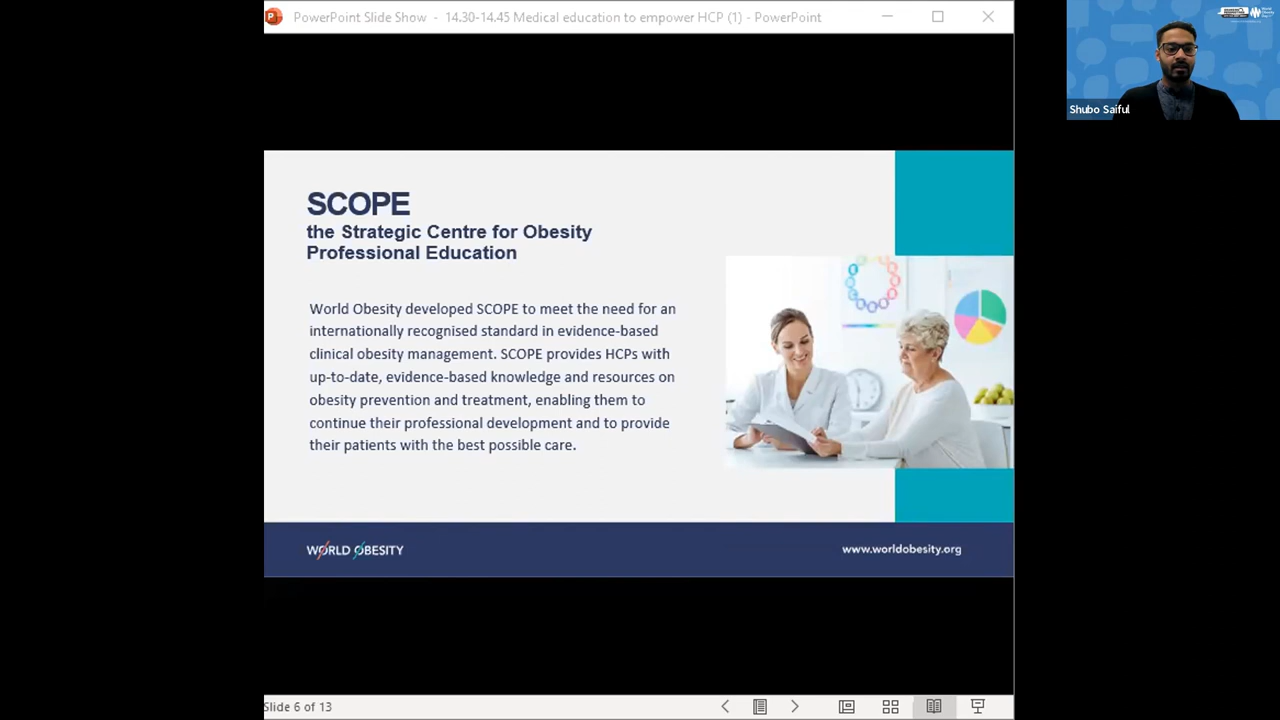 PowerPoint Slide Show - 14.30-14.45 Medical education to empower HCP (1) - PowerPoint
World Obesity
Shubo Saiful
SCOPE
the Strategic Centre for Obesity
Professional Education
World Obesity developed SCOPE to meet the need for an
internationally recognised standard in evidence-based
clinical obesity management. SCOPE provides HCPs with
up-to-date, evidence-based knowledge and resources on
obesity prevention and treatment, enabling them to
continue their professional development and to provide
their patients with the best possible care.
WORLD OBESITY
www.worldobesity.org
Slide 6 of 13